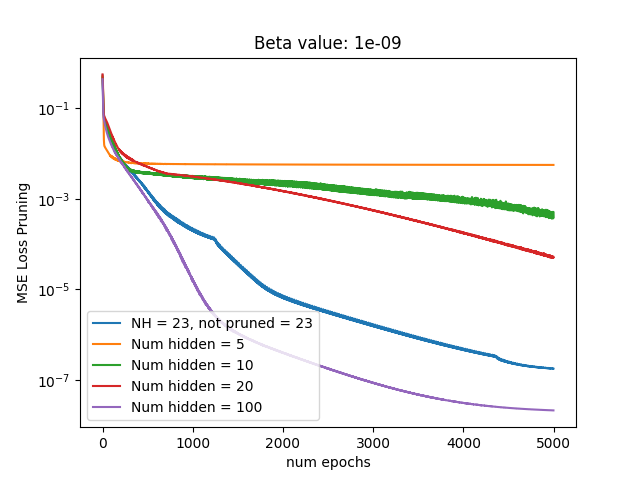 Beta value: 1e-09
MSE Loss Pruning
10⁻¹
10⁻³
10⁻⁵
10⁻⁷
NH = 23, not pruned = 23
Num hidden = 5
Num hidden = 10
Num hidden = 20
Num hidden = 100
0 1000 2000 3000 4000 5000
num epochs